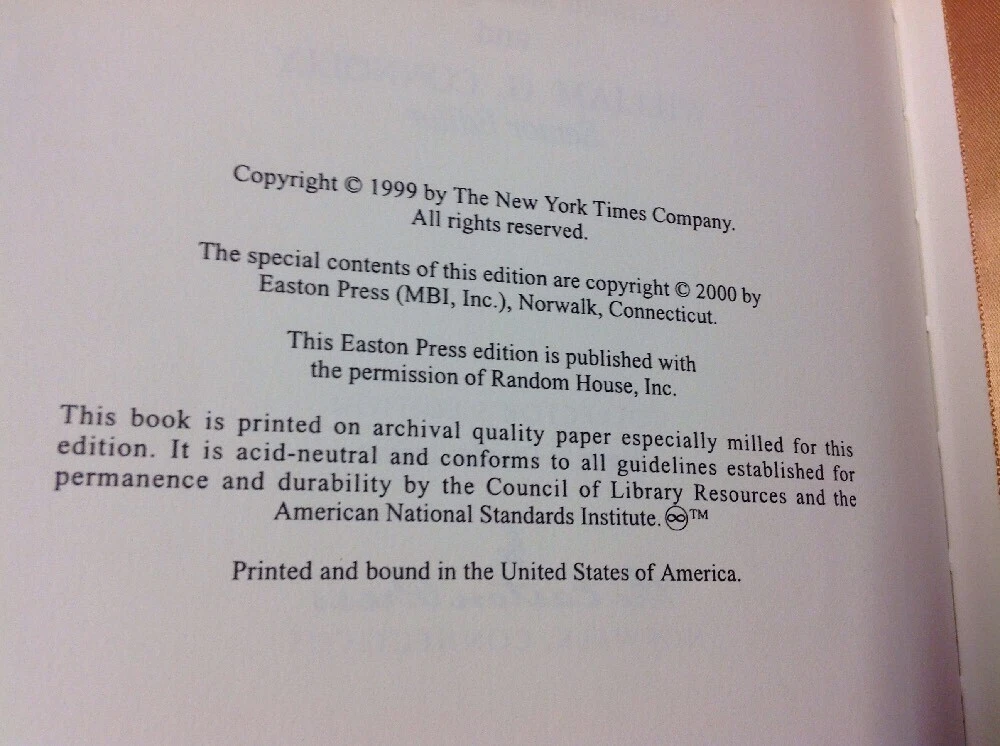 Copyright © 1999 by The New York Times Company.
All rights reserved.
The special contents of this edition are copyright © 2000 by
Easton Press (MBI, Inc.), Norwalk, Connecticut.
This Easton Press edition is published with
the permission of Random House, Inc.
This book is printed on archival quality paper especially milled for this
edition. It is acid-neutral and conforms to all guidelines established for
permanence and durability by the Council of Library Resources and the
American National Standards Institute. ♾™
Printed and bound in the United States of America.